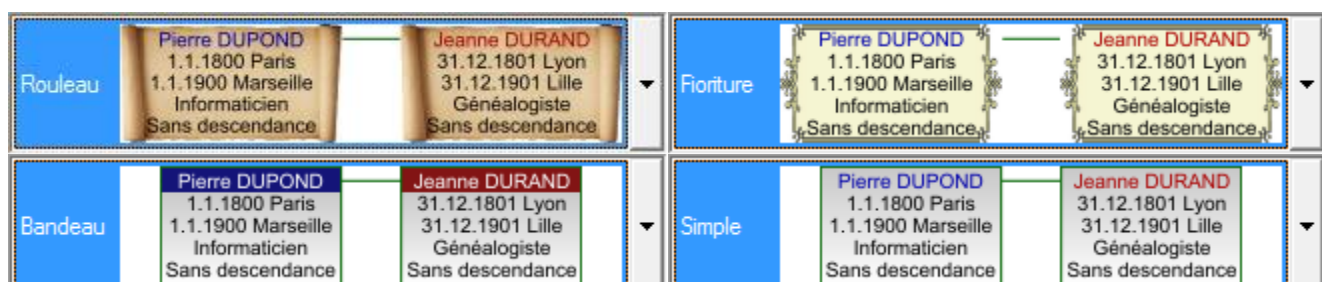 Rouleau
Pierre DUPOND
1.1.1800 Paris
1.1.1900 Marseille
Informaticien
Sans descendance
Jeanne DURAND
31.12.1801 Lyon
31.12.1901 Lille
Généalogiste
Sans descendance
Fioriture
Pierre DUPOND
1.1.1800 Paris
1.1.1900 Marseille
Informaticien
Sans descendance
Jeanne DURAND
31.12.1801 Lyon
31.12.1901 Lille
Généalogiste
Sans descendance
Bandeau
Pierre DUPOND
1.1.1800 Paris
1.1.1900 Marseille
Informaticien
Sans descendance
Jeanne DURAND
31.12.1801 Lyon
31.12.1901 Lille
Généalogiste
Sans descendance
Simple
Pierre DUPOND
1.1.1800 Paris
1.1.1900 Marseille
Informaticien
Sans descendance
Jeanne DURAND
31.12.1801 Lyon
31.12.1901 Lille
Généalogiste
Sans descendance